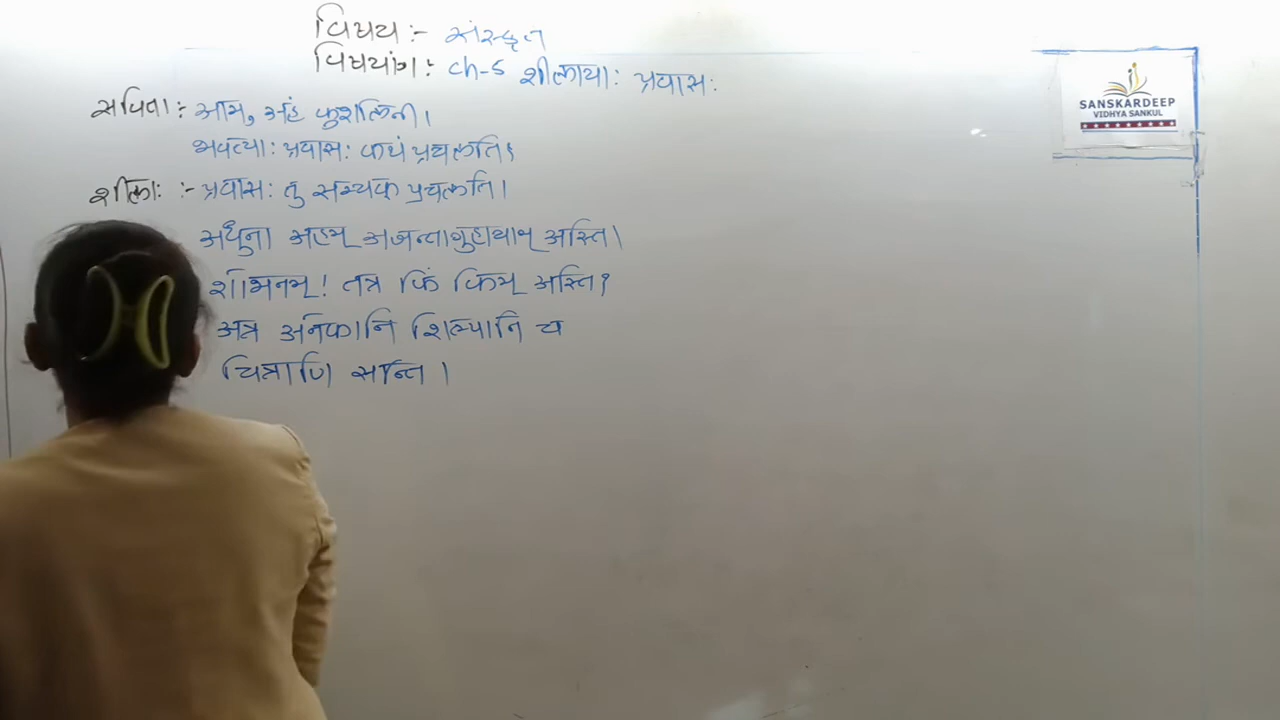 विषय :- संस्कृत
विषयांग : ch-5 शीलायाः प्रवासः
सविता :- आम्, अहं कुशलिनी।
भवत्याः प्रवासः कथं प्रचलति?
शीलाः :- प्रवासः तु सम्यक् प्रचलति।
अधुना अहम् अजन्तागुहायाम् अस्ति।
शोभनम्! तत्र किं किम् अस्ति?
अत्र अनेकानि शिल्पानि च
चित्राणि सन्ति।
SANSKARDEEP
VIDHYA SANKUL